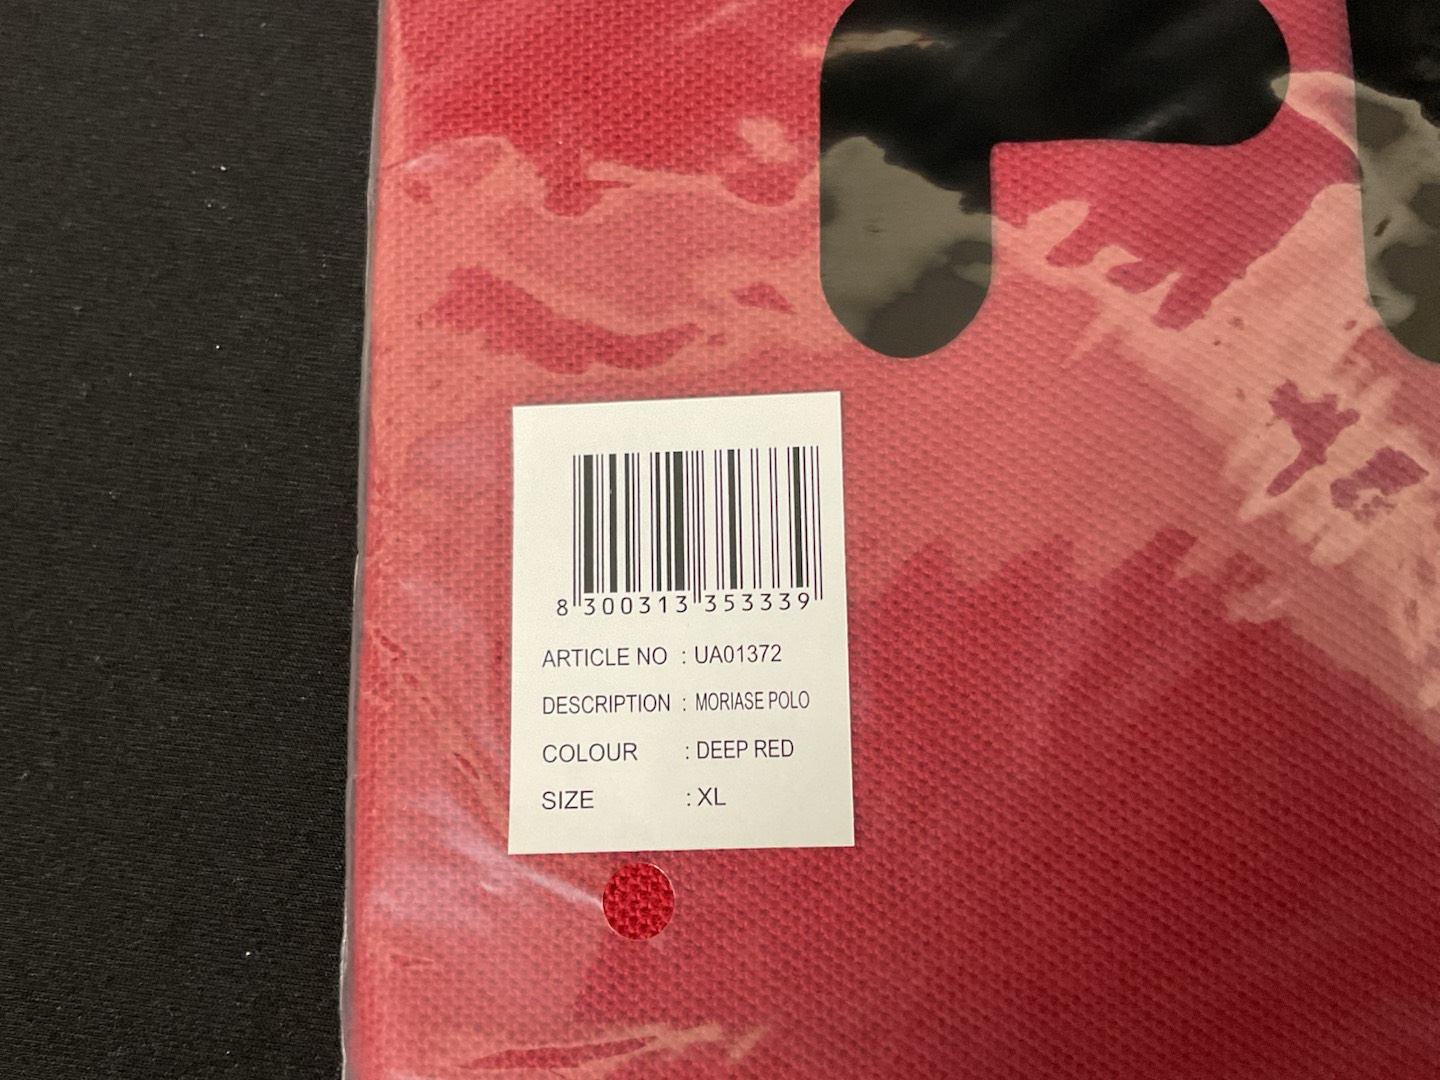 8 300313 353339
ARTICLE NO : UA01372
DESCRIPTION : MORIASE POLO
COLOUR : DEEP RED
SIZE : XL